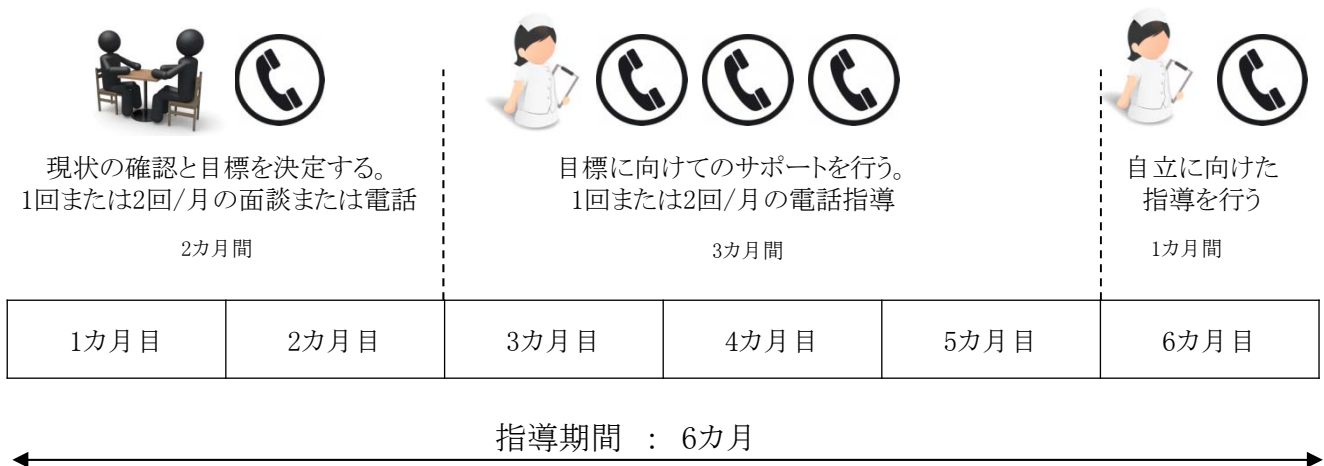 現状の確認と目標を決定する。
1回または2回/月の面談または電話
2カ月間
目標に向けてのサポートを行う。
1回または2回/月の電話指導
3カ月間
自立に向けた
指導を行う
1カ月間
1カ月目
2カ月目
3カ月目
4カ月目
5カ月目
6カ月目
指導期間 : 6カ月